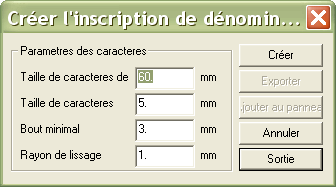 Créer l'inscription de dénomin...
Parametres des caracteres
Taille de caracteres de 60. mm
Taille de caracteres 5. mm
Bout minimal 3. mm
Rayon de lissage 1. mm
Créer
Exporter
.jouter au pannea
Annuler
Sortie